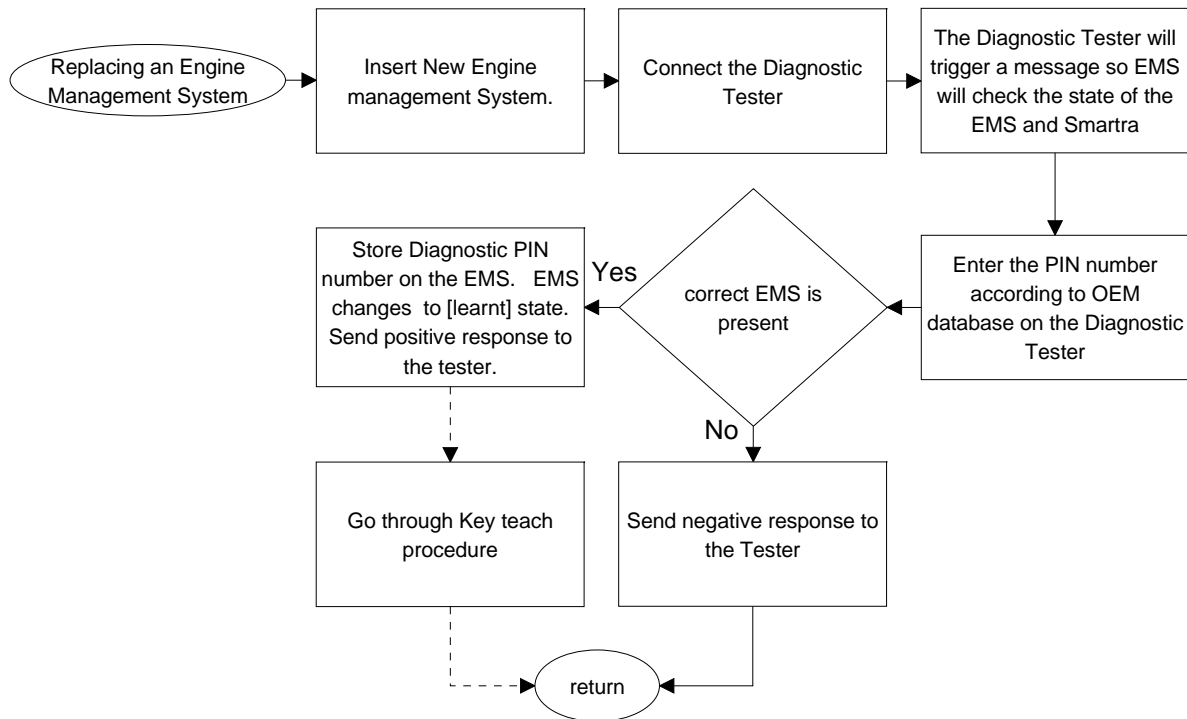 Replacing an Engine
Management System
Insert New Engine
management System.
Connect the Diagnostic
Tester
The Diagnostic Tester will
trigger a message so EMS
will check the state of the
EMS and Smartra
Enter the PIN number
according to OEM
database on the Diagnostic
Tester
correct EMS is
present
Yes
Store Diagnostic PIN
number on the EMS. EMS
changes to [learnt] state.
Send positive response to
the tester.
No
Go through Key teach
procedure
Send negative response to
the Tester
return